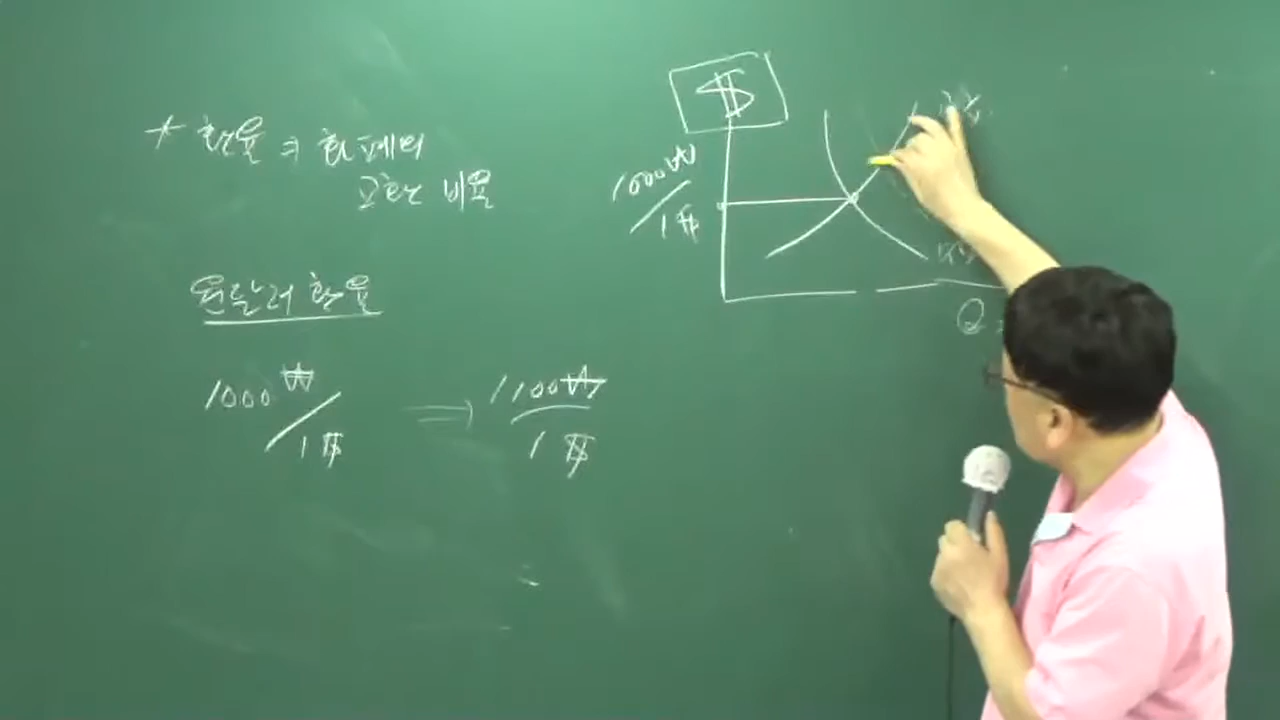 * 환율 = 화폐의
교환 비율
원달러 환율
1000₩/1$ ⇒ 1100₩/1$
$
1000₩/1$
Q